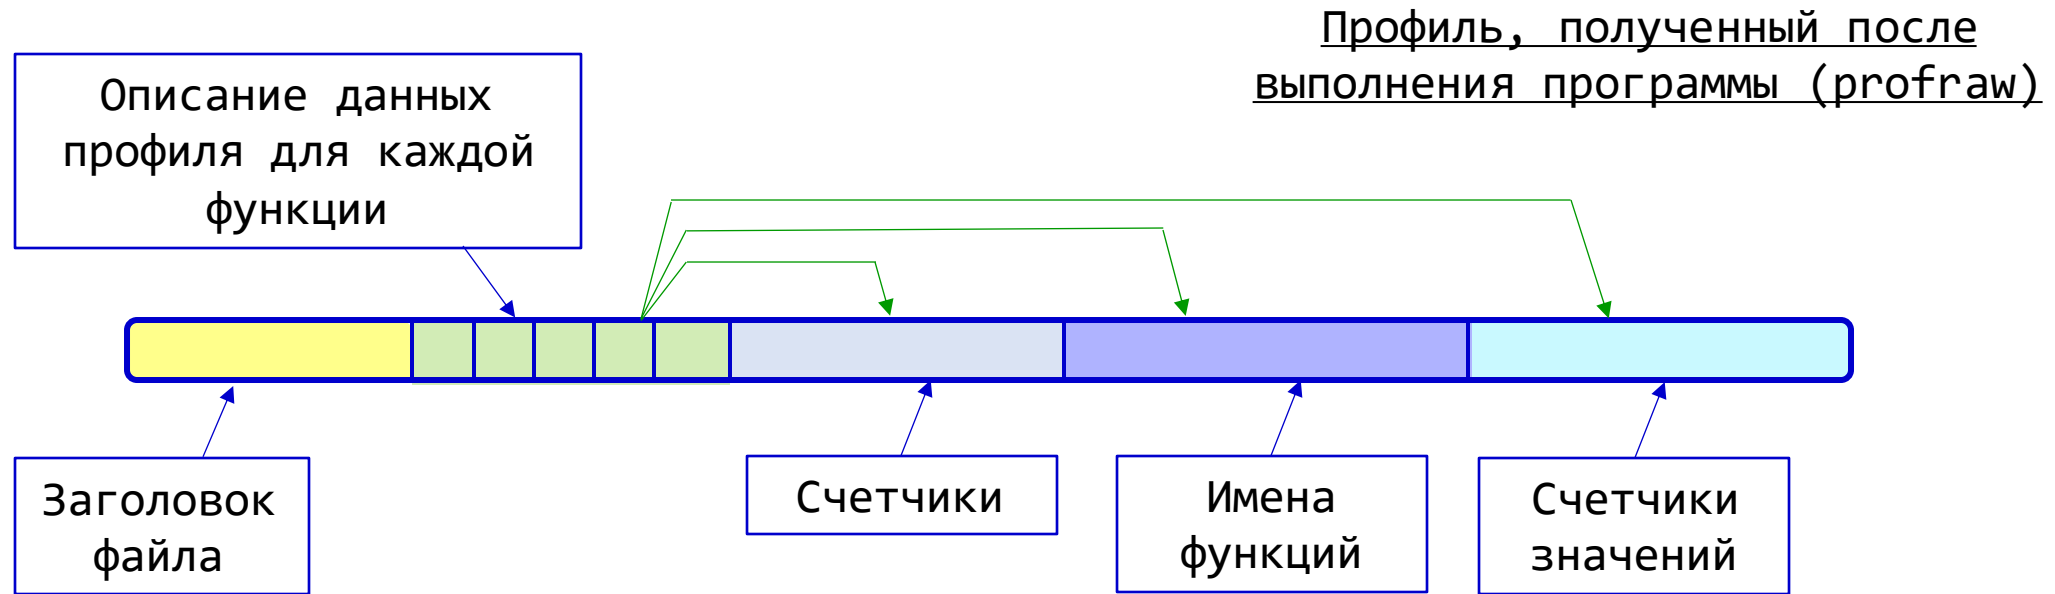 Профиль, полученный после
выполнения программы (profraw)
Описание данных
профиля для каждой
функции
Заголовок
файла
Счетчики
Имена
функций
Счетчики
значений